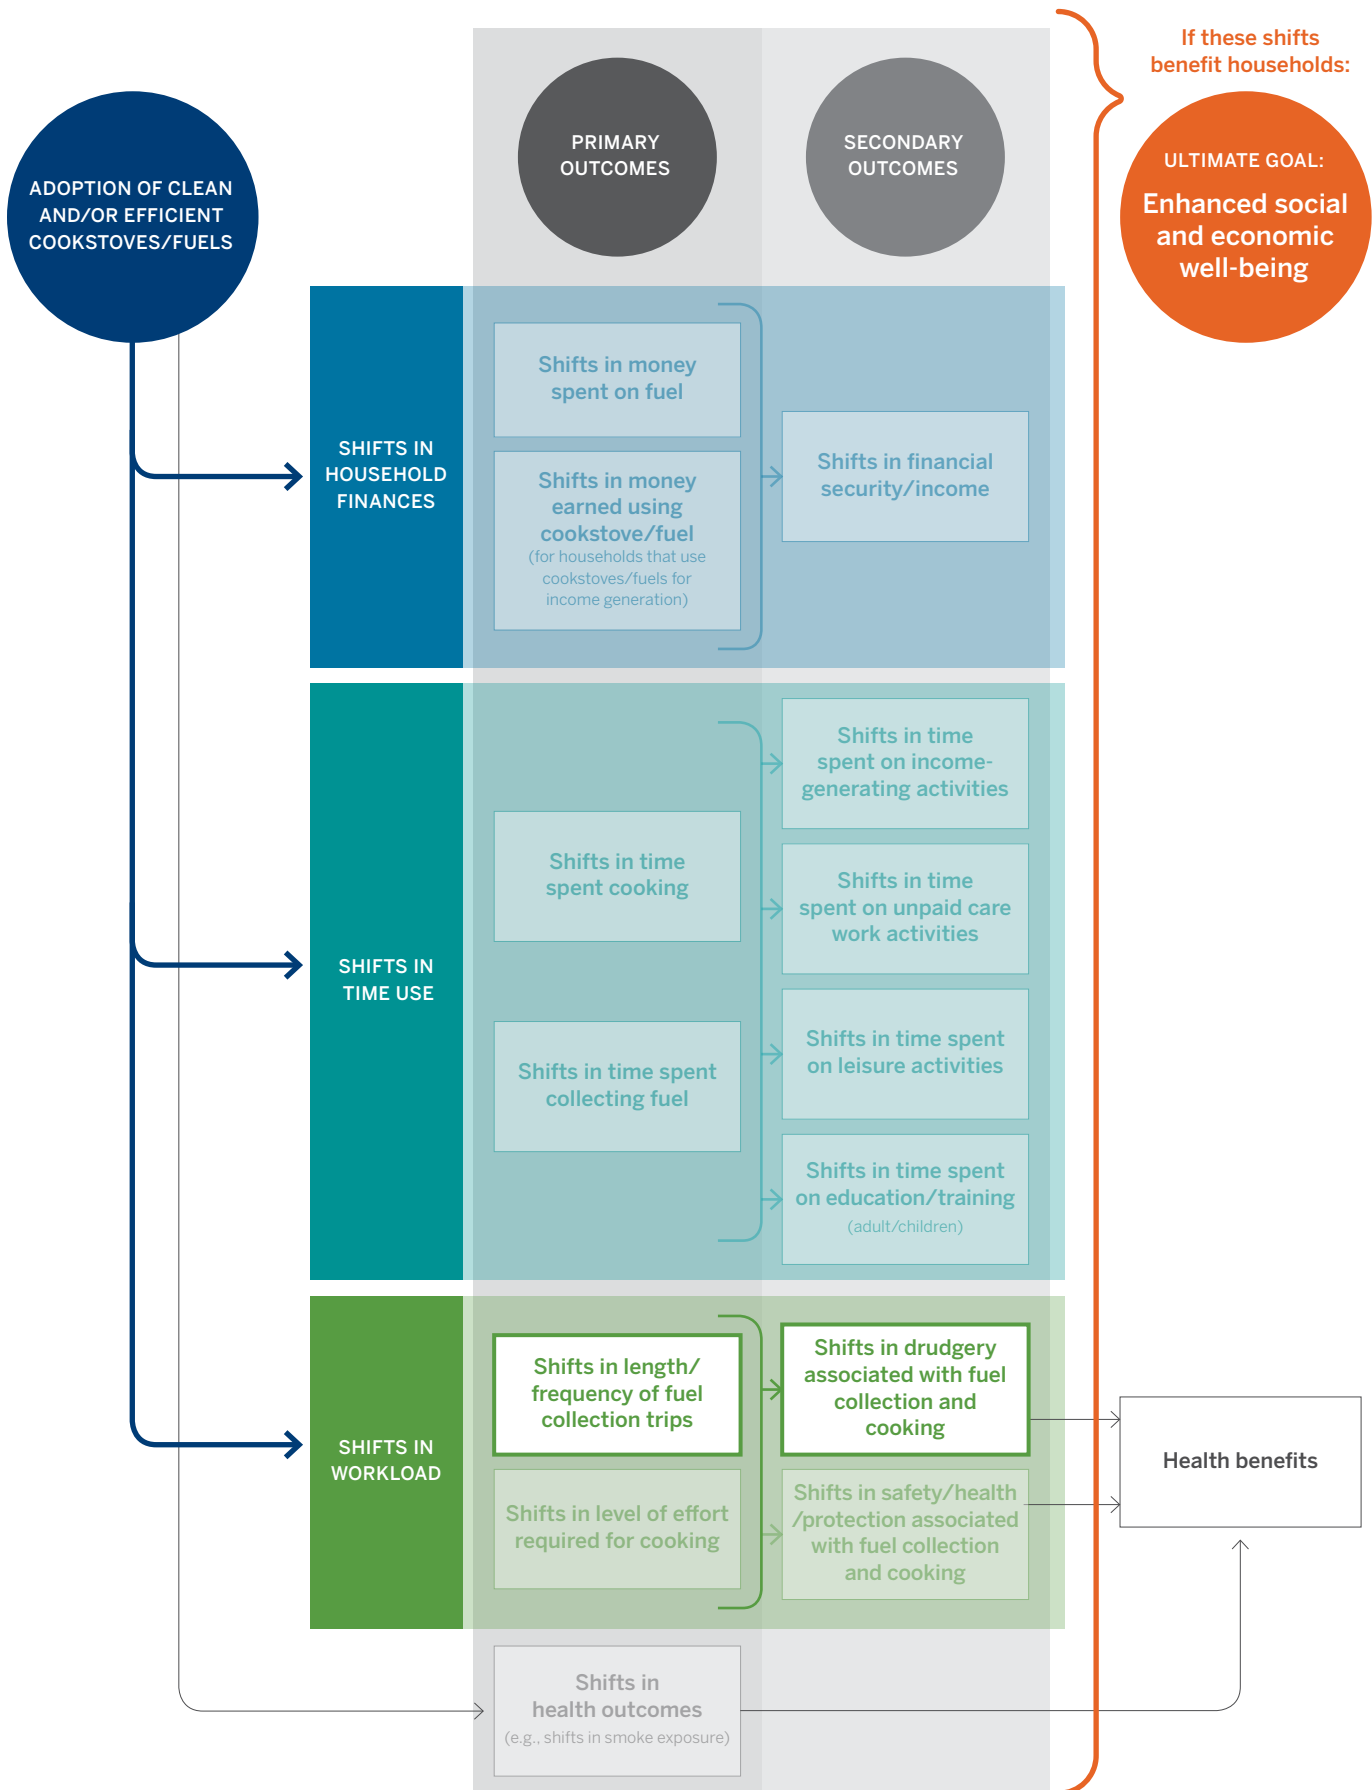 If these shifts
benefit households:
PRIMARY
OUTCOMES
SECONDARY
OUTCOMES
ULTIMATE GOAL:
Enhanced social
and economic
well-being
ADOPTION OF CLEAN
AND/OR EFFICIENT
COOKSTOVES/FUELS
SHIFTS IN
HOUSEHOLD
FINANCES
Shifts in money
spent on fuel
Shifts in money
earned using
cookstove/fuel
(for households that use
cookstoves/fuels for
income generation)
Shifts in financial
security/income
SHIFTS IN
TIME USE
Shifts in time
spent cooking
Shifts in time spent
collecting fuel
Shifts in time
spent on income-
generating activities
Shifts in time
spent on unpaid care
work activities
Shifts in time spent
on leisure activities
Shifts in time spent
on education/training
(adult/children)
SHIFTS IN
WORKLOAD
Shifts in length/
frequency of fuel
collection trips
Shifts in level of effort
required for cooking
Shifts in drudgery
associated with fuel
collection and
cooking
Shifts in safety/health
/protection associated
with fuel collection
and cooking
Health benefits
Shifts in
health outcomes
(e.g., shifts in smoke exposure)